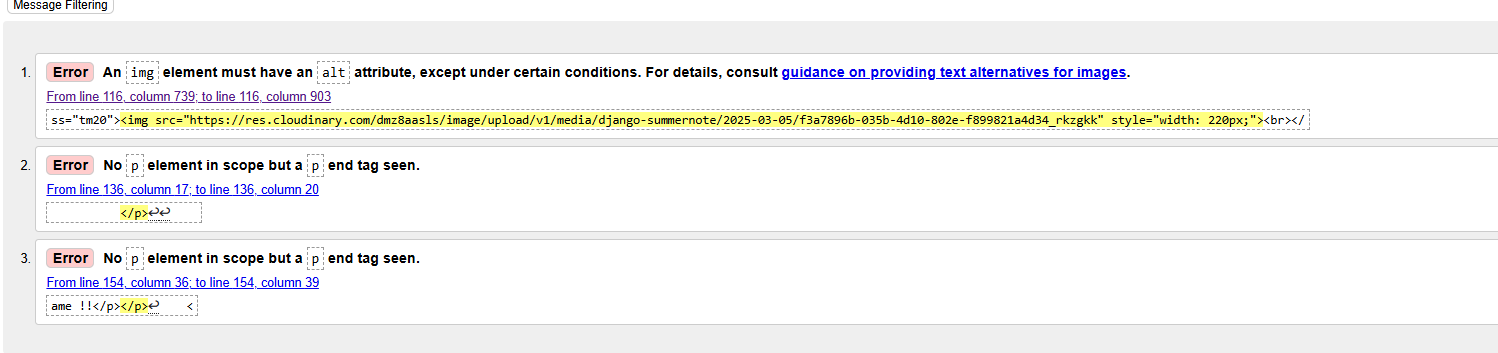 Message Filtering
1. Error An img element must have an alt attribute, except under certain conditions. For details, consult guidance on providing text alternatives for images.
From line 116, column 739; to line 116, column 903
ss="tm20"><img src="https://res.cloudinary.com/dmz8aasls/image/upload/v1/media/django-summernote/2025-03-05/f3a7896b-035b-4d10-802e-f899821a4d34_rkzgkk" style="width: 220px;"><br></
2. Error No p element in scope but a p end tag seen.
From line 136, column 17; to line 136, column 20
</p>↩↩
3. Error No p element in scope but a p end tag seen.
From line 154, column 36; to line 154, column 39
ame !!</p></p>↩ <